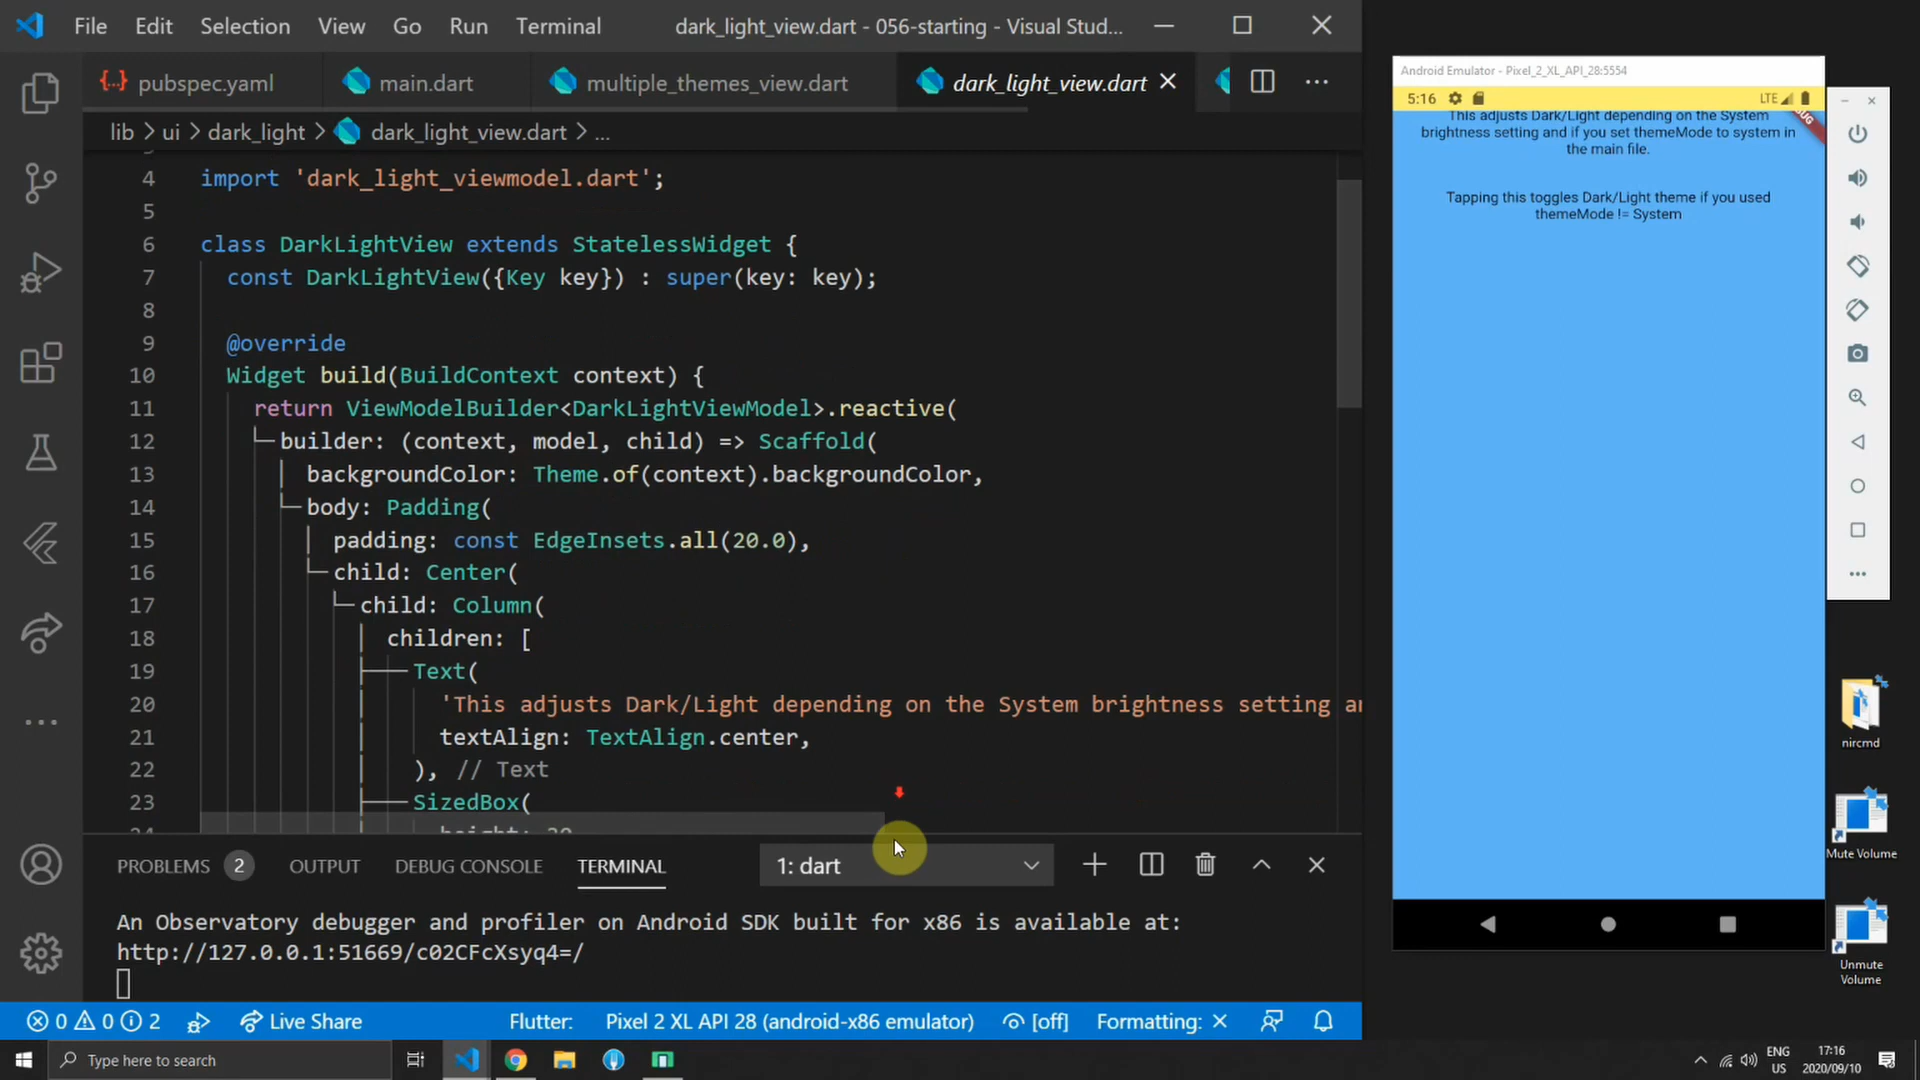 File Edit Selection View Go Run Terminal dark_light_view.dart - 056-starting - Visual Stud...
pubspec.yaml main.dart multiple_themes_view.dart dark_light_view.dart
lib > ui > dark_light > dark_light_view.dart > ...
4 import 'dark_light_viewmodel.dart';
5
6 class DarkLightView extends StatelessWidget {
7 const DarkLightView({Key key}) : super(key: key);
8
9 @override
10 Widget build(BuildContext context) {
11 return ViewModelBuilder<DarkLightViewModel>.reactive(
12 builder: (context, model, child) => Scaffold(
13 backgroundColor: Theme.of(context).backgroundColor,
14 body: Padding(
15 padding: const EdgeInsets.all(20.0),
16 child: Center(
17 child: Column(
18 children: [
19 Text(
20 'This adjusts Dark/Light depending on the System brightness setting an
21 textAlign: TextAlign.center,
22 ), // Text
23 SizedBox(
PROBLEMS 2 OUTPUT DEBUG CONSOLE TERMINAL 1: dart
An Observatory debugger and profiler on Android SDK built for x86 is available at:
http://127.0.0.1:51669/c02CFcXsyq4=/
0 0 2 Live Share Flutter: Pixel 2 XL API 28 (android-x86 emulator) [off] Formatting: ×
Android Emulator - Pixel_2_XL_API_28:5554
5:16 LTE
This adjusts Dark/Light depending on the System
brightness setting and if you set themeMode to system in
the main file.
Tapping this toggles Dark/Light theme if you used
themeMode != System
nircmd
Mute Volume
Unmute
Volume
Type here to search
ENG
US
17:16
2020/09/10